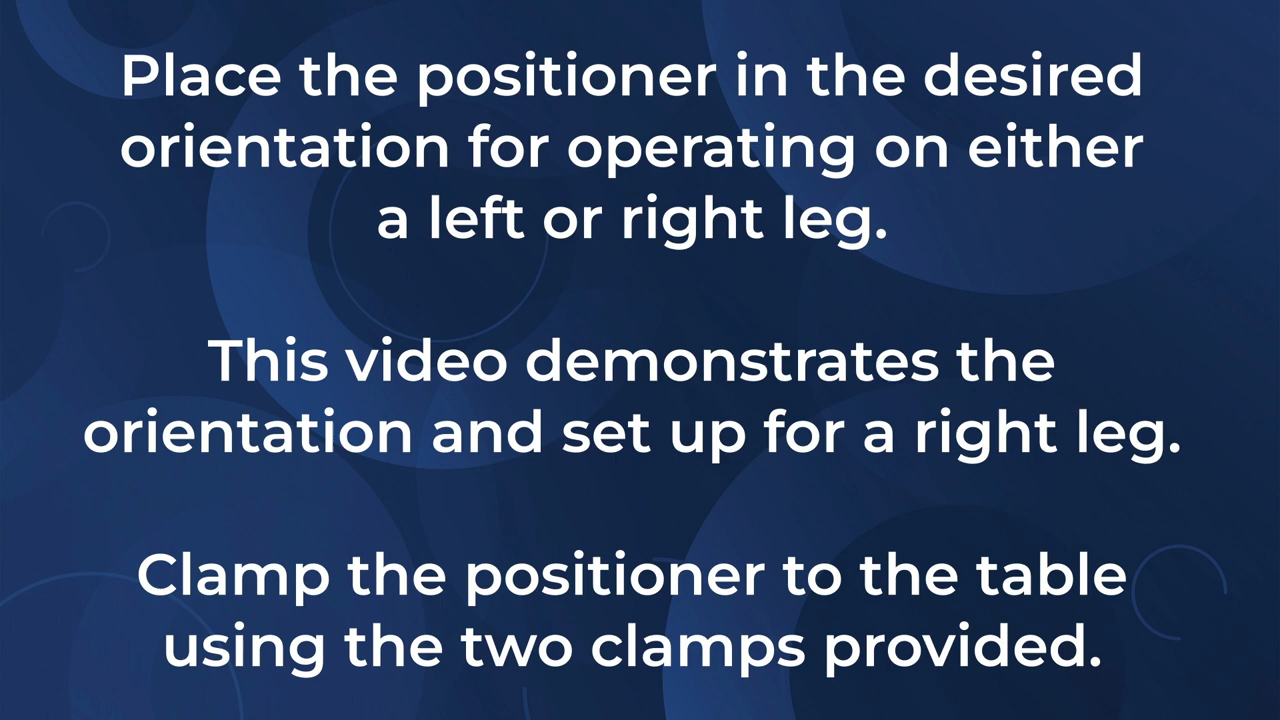 Place the positioner in the desired
orientation for operating on either
a left or right leg.
This video demonstrates the
orientation and set up for a right leg.
Clamp the positioner to the table
using the two clamps provided.